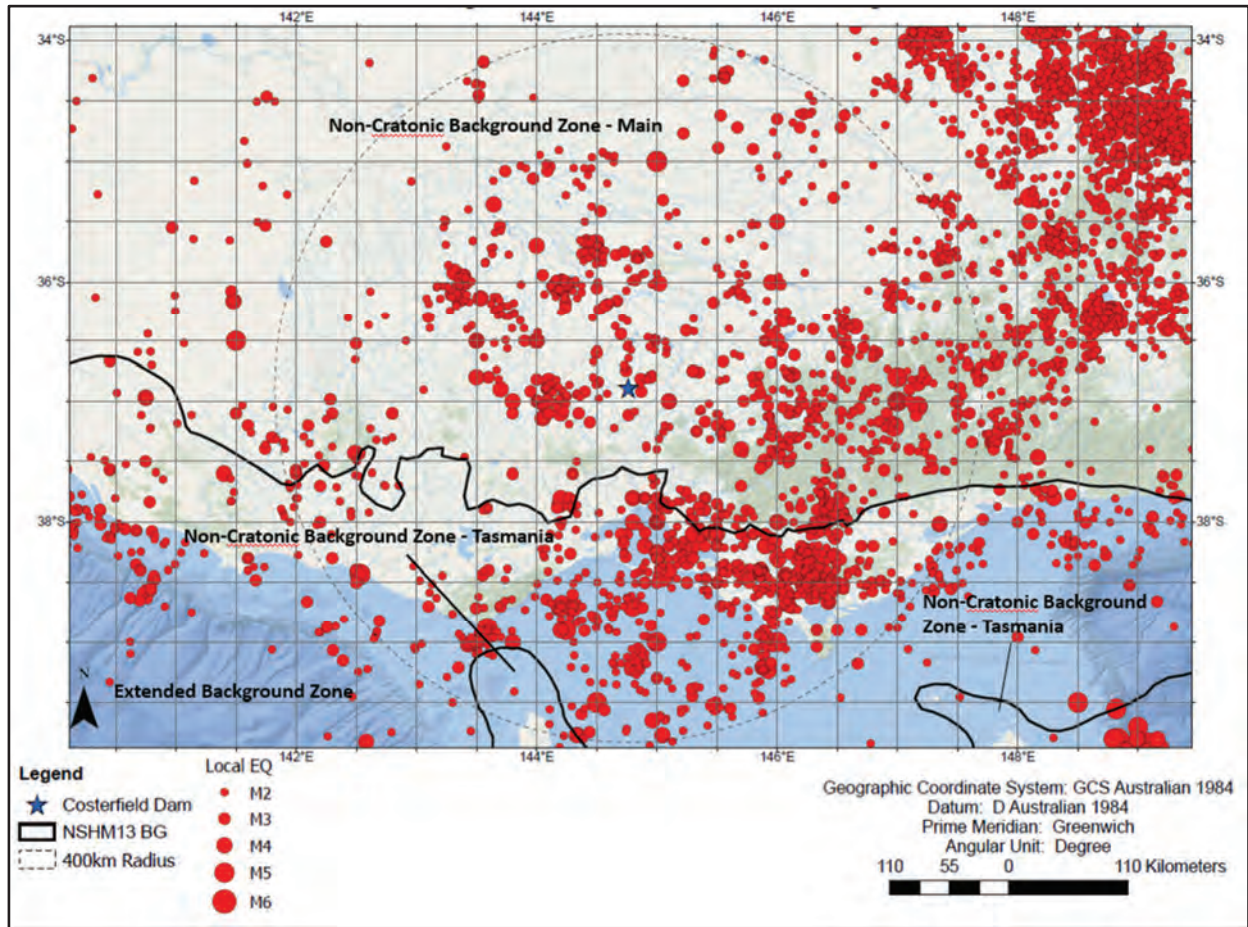 142°E 144°E 146°E 148°E
34°S 34°S
Non-Cratonic Background Zone - Main
36°S 36°S
38°S 38°S
Non-Cratonic Background Zone - Tasmania
Non-Cratonic Background
Zone - Tasmania
N
Extended Background Zone
142°E 144°E 146°E 148°E
Legend
Costerfield Dam
NSHM13 BG
400km Radius
Local EQ
M2
M3
M4
M5
M6
Geographic Coordinate System: GCS Australian 1984
Datum: D Australian 1984
Prime Meridian: Greenwich
Angular Unit: Degree
110 55 0 110 Kilometers